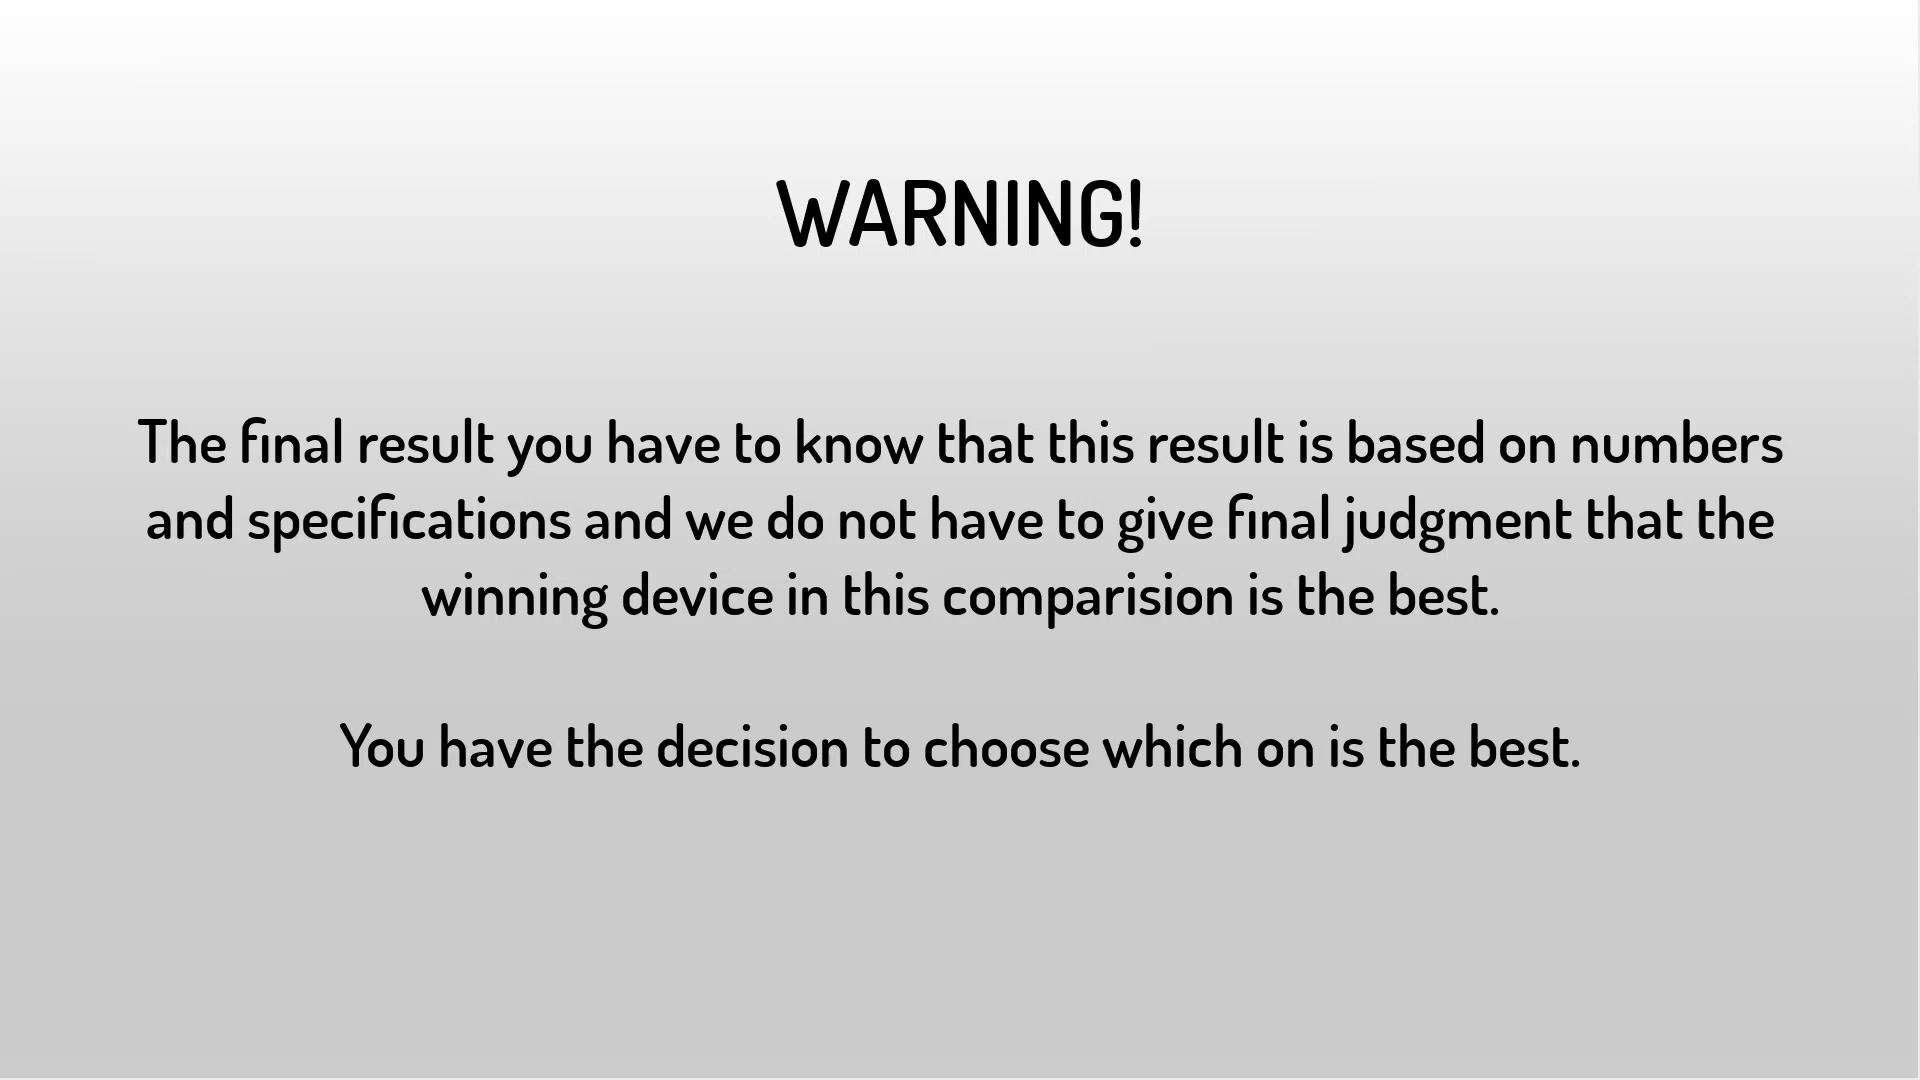 WARNING!
The final result you have to know that this result is based on numbers
and specifications and we do not have to give final judgment that the
winning device in this comparision is the best.
You have the decision to choose which on is the best.